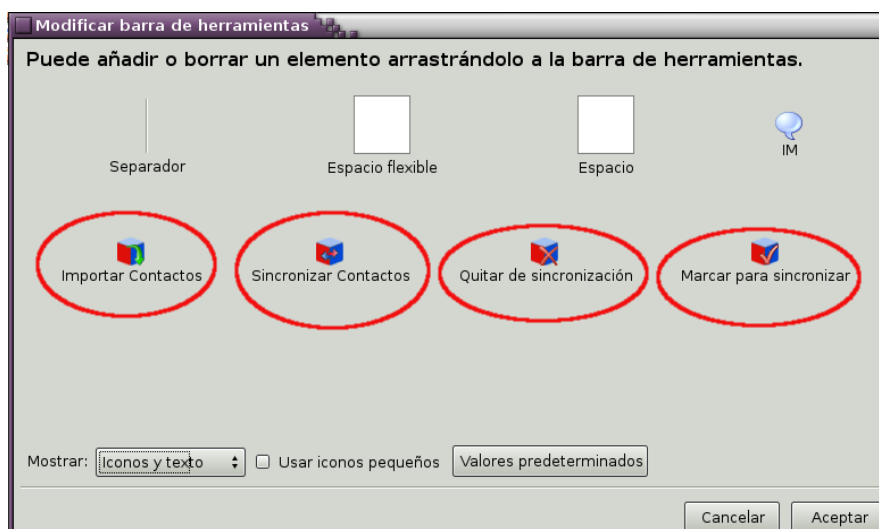 Modificar barra de herramientas
Puede añadir o borrar un elemento arrastrándolo a la barra de herramientas.
Separador
Espacio flexible
Espacio
IM
Importar Contactos
Sincronizar Contactos
Quitar de sincronización
Marcar para sincronizar
Mostrar: Iconos y texto Usar iconos pequeños Valores predeterminados
Cancelar Aceptar